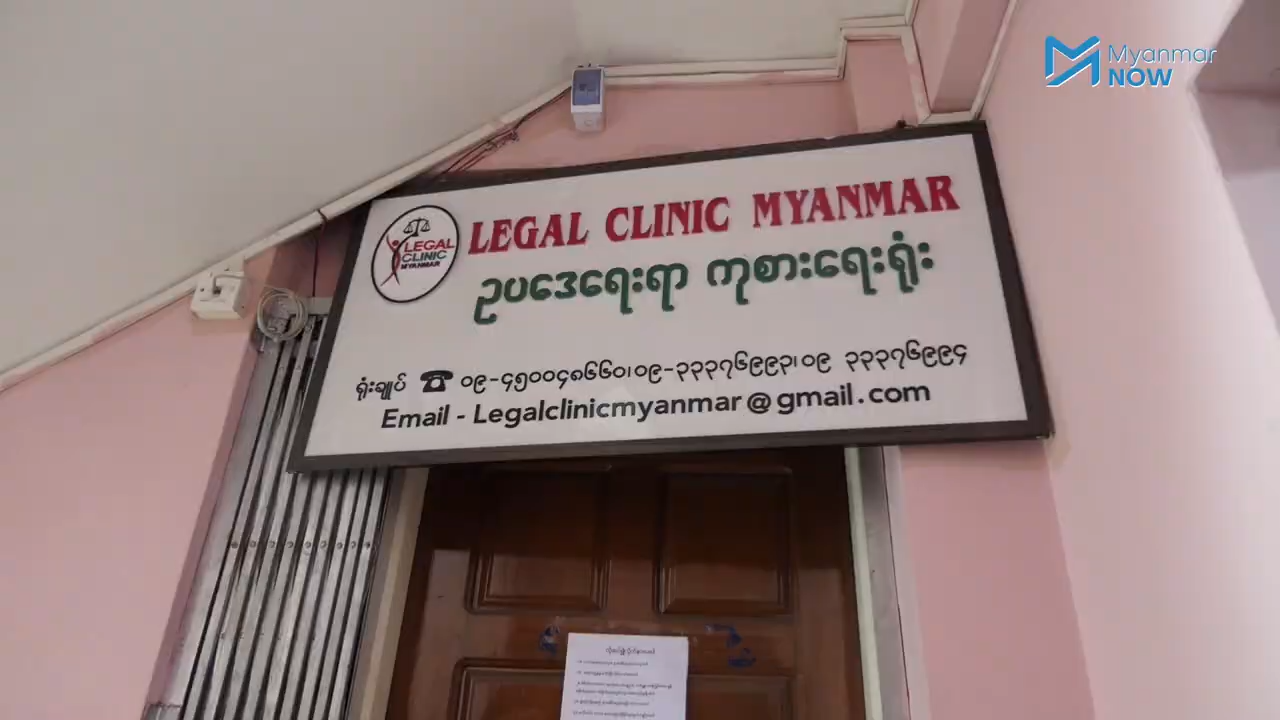 Myanmar
NOW
LEGAL CLINIC MYANMAR
LEGAL
CLINIC
MYANMAR
ဥပဒေရေးရာ ကုစားရေးရုံး
ရုံးချုပ် ☎ ၀၉-၄၅၀၀၄၈၆၆၀၊၀၉-၃၃၃၇၆၉၉၃၊၀၉ ၃၃၃၇၆၉၉၄
Email - Legalclinicmyanmar@gmail.com